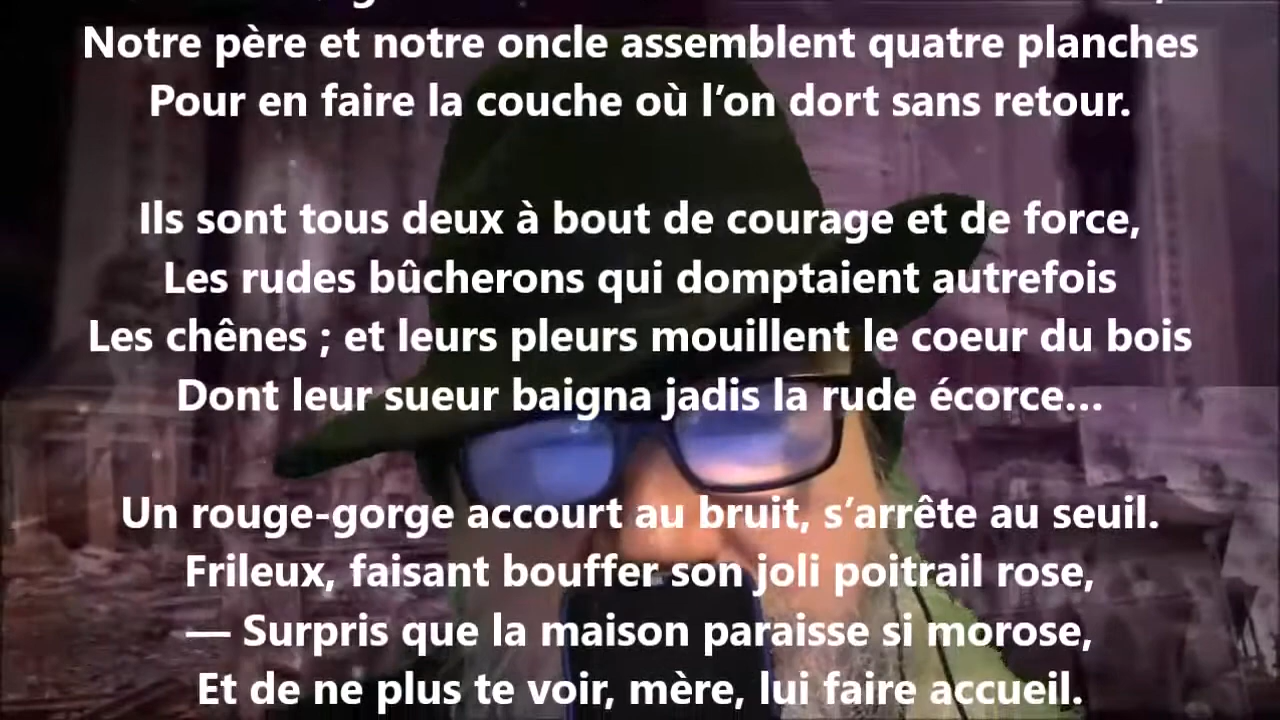 Notre père et notre oncle assemblent quatre planches
Pour en faire la couche où l’on dort sans retour.
Ils sont tous deux à bout de courage et de force,
Les rudes bûcherons qui domptaient autrefois
Les chênes ; et leurs pleurs mouillent le coeur du bois
Dont leur sueur baigna jadis la rude écorce...
Un rouge-gorge accourt au bruit, s’arrête au seuil.
Frileux, faisant bouffer son joli poitrail rose,
— Surpris que la maison paraisse si morose,
Et de ne plus te voir, mère, lui faire accueil.